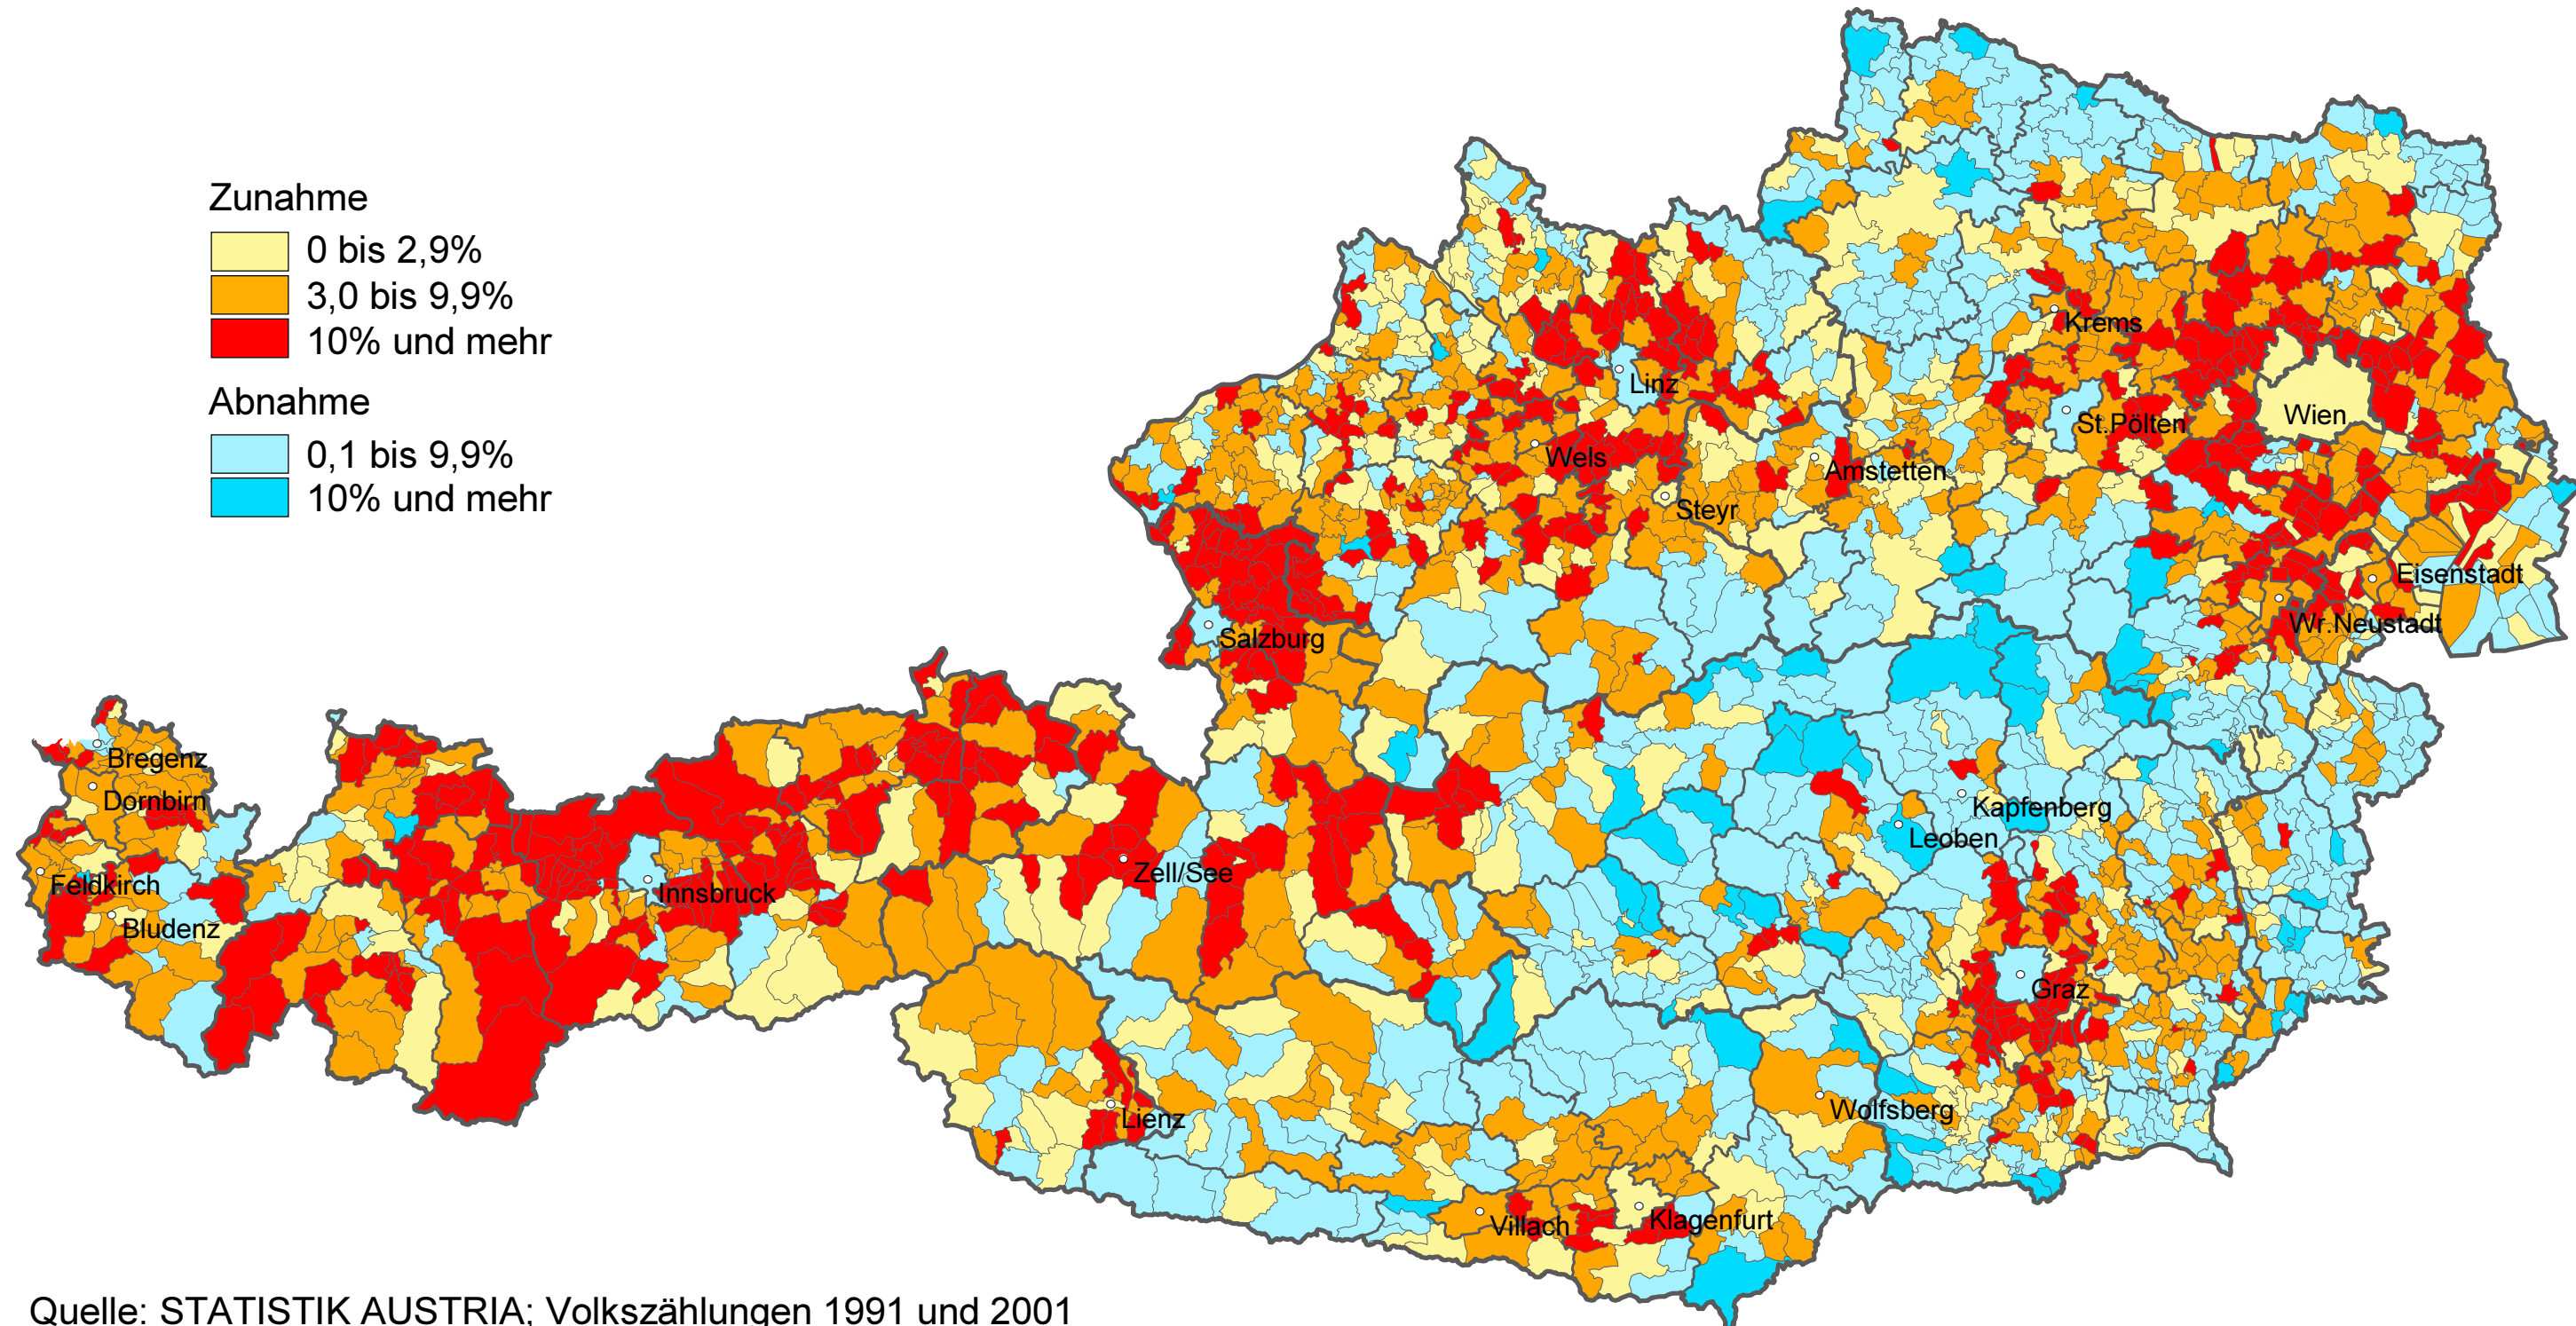 Zunahme
0 bis 2,9%
3,0 bis 9,9%
10% und mehr
Abnahme
0,1 bis 9,9%
10% und mehr
Krems
Linz
Wien
St.Pölten
Wels
Amstetten
Steyr
Eisenstadt
Wr.Neustadt
Salzburg
Bregenz
Dornbirn
Kapfenberg
Leoben
Zell/See
Feldkirch
Innsbruck
Bludenz
Graz
Wolfsberg
Lienz
Villach
Klagenfurt
Quelle: STATISTIK AUSTRIA; Volkszählungen 1991 und 2001